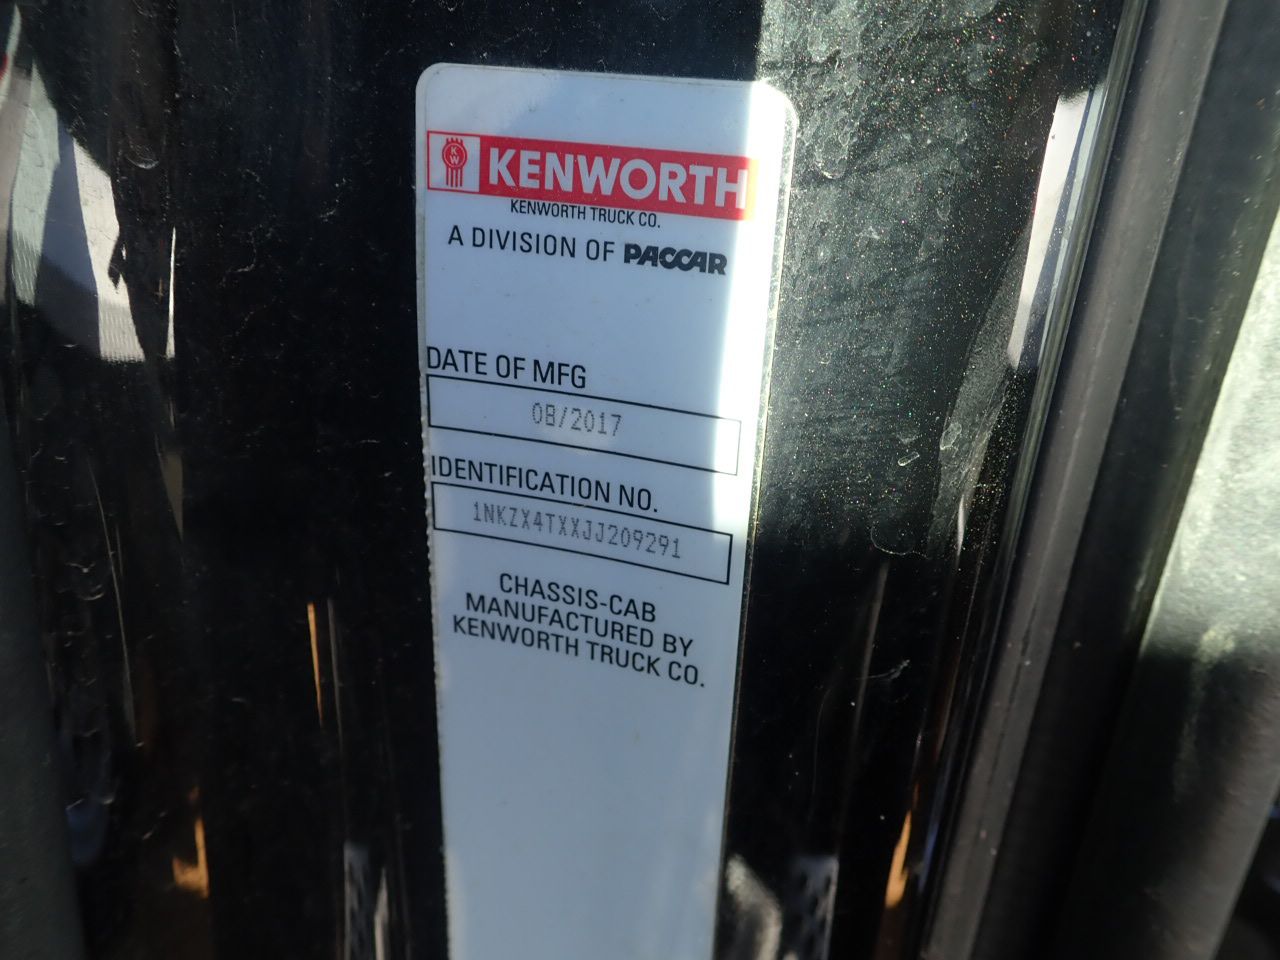 KW KENWORTH
KENWORTH TRUCK CO.
A DIVISION OF PACCAR
DATE OF MFG
08/2017
IDENTIFICATION NO.
1NKZX4TXXJJ209291
CHASSIS-CAB
MANUFACTURED BY
KENWORTH TRUCK CO.